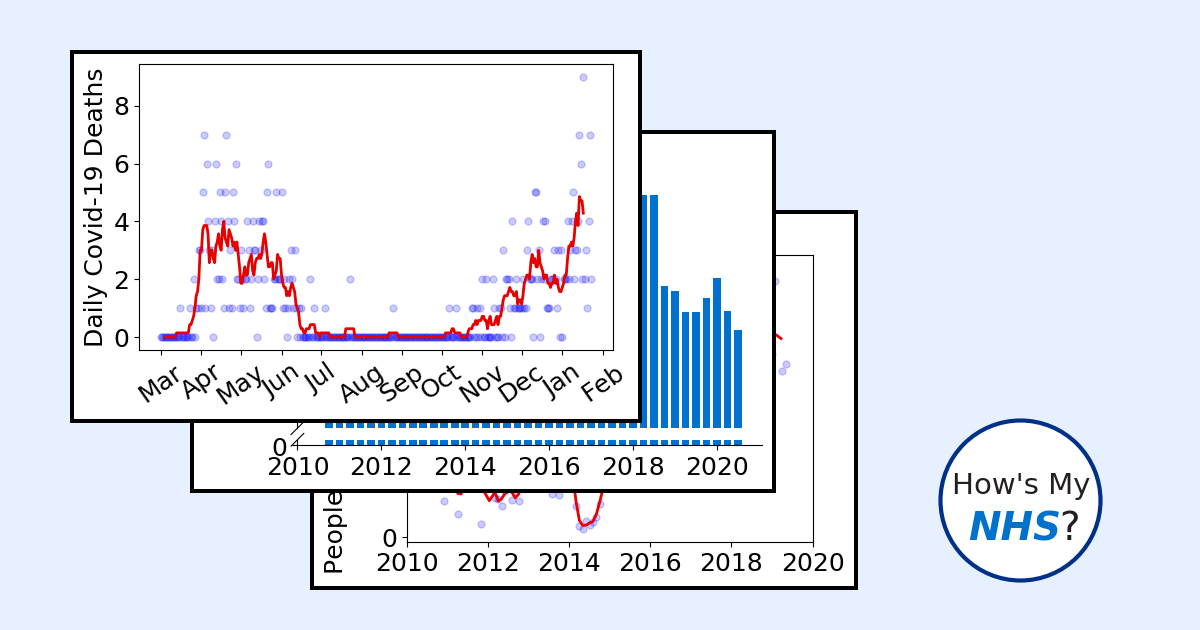 Daily Covid-19 Deaths
8
6
4
2
0
Mar Apr May Jun Jul Aug Sep Oct Nov Dec Jan Feb
0
2010 2012 2014 2016 2018 2020
People
0
2010 2012 2014 2016 2018 2020
How's My
NHS?